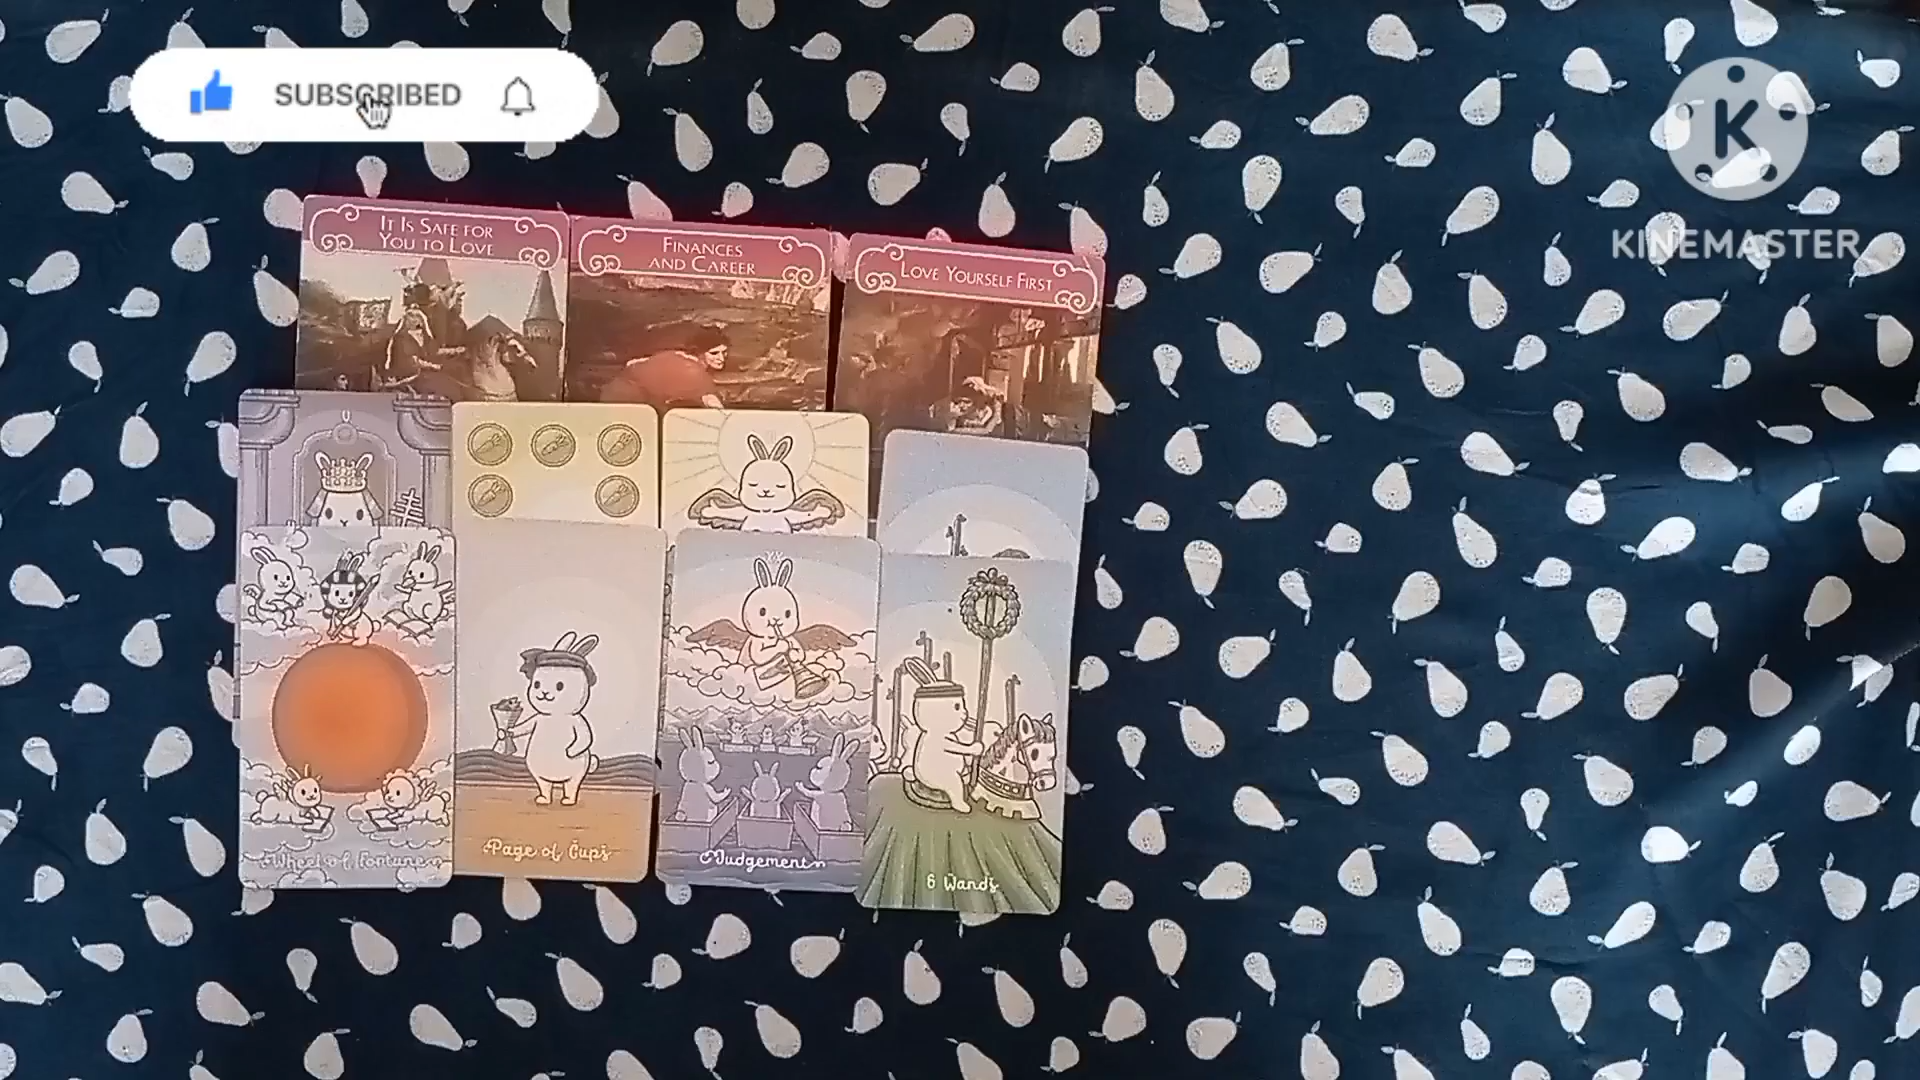 SUBSCRIBED
K
KINEMASTER
IT IS SAFE FOR
YOU TO LOVE
FINANCES
AND CAREER
LOVE YOURSELF FIRST
Wheel of Fortune
Page of Cups
Judgement
6 Wands